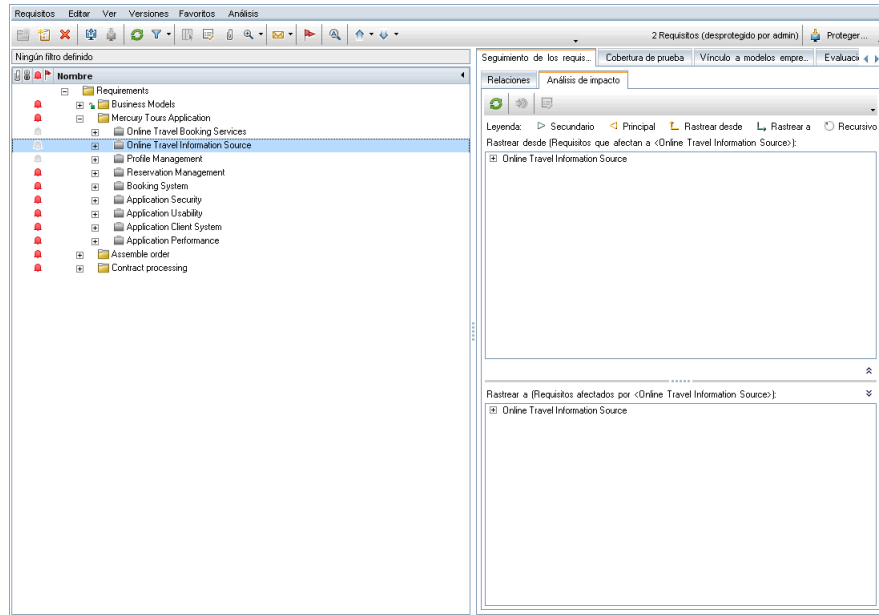 Requisitos Editar Ver Versiones Favoritos Análisis
2 Requisitos (desprotegido por admin) Proteger...
Ningún filtro definido
Nombre
Requirements
Business Models
Mercury Tours Application
Online Travel Booking Services
Online Travel Information Source
Profile Management
Reservation Management
Booking System
Application Security
Application Usability
Application Client System
Application Performance
Assemble order
Contract processing
Seguimiento de los requis... Cobertura de prueba Vínculo a modelos empre... Evaluaci
Relaciones Análisis de impacto
Leyenda: Secundario Principal Rastrear desde Rastrear a Recursivo
Rastrear desde (Requisitos que afectan a <Online Travel Information Source>):
Online Travel Information Source
Rastrear a (Requisitos afectados por <Online Travel Information Source>):
Online Travel Information Source